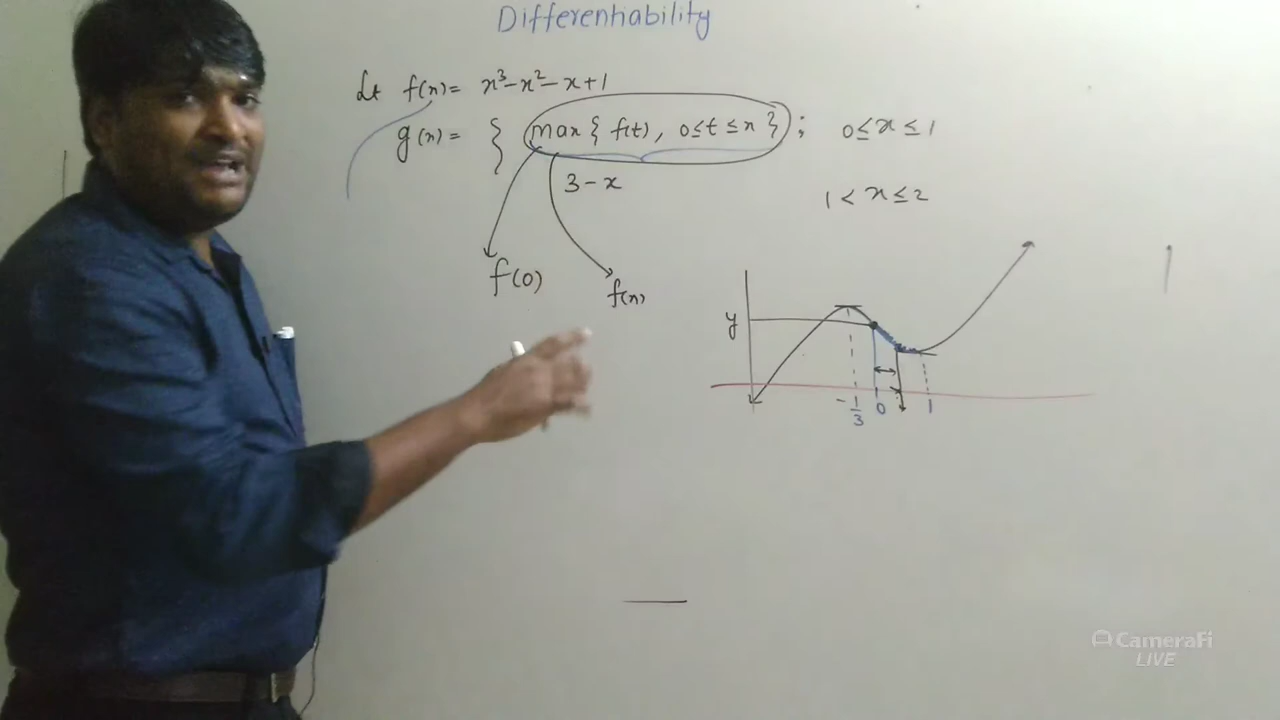 Differentiability
Let f(x) = x³-x²-x+1
g(x) = { max { f(t), 0≤t≤x } ; 0≤x≤1
3-x
1<x≤2
f(0)
f(x)
y
-1/3 0 1
CameraFi
LIVE